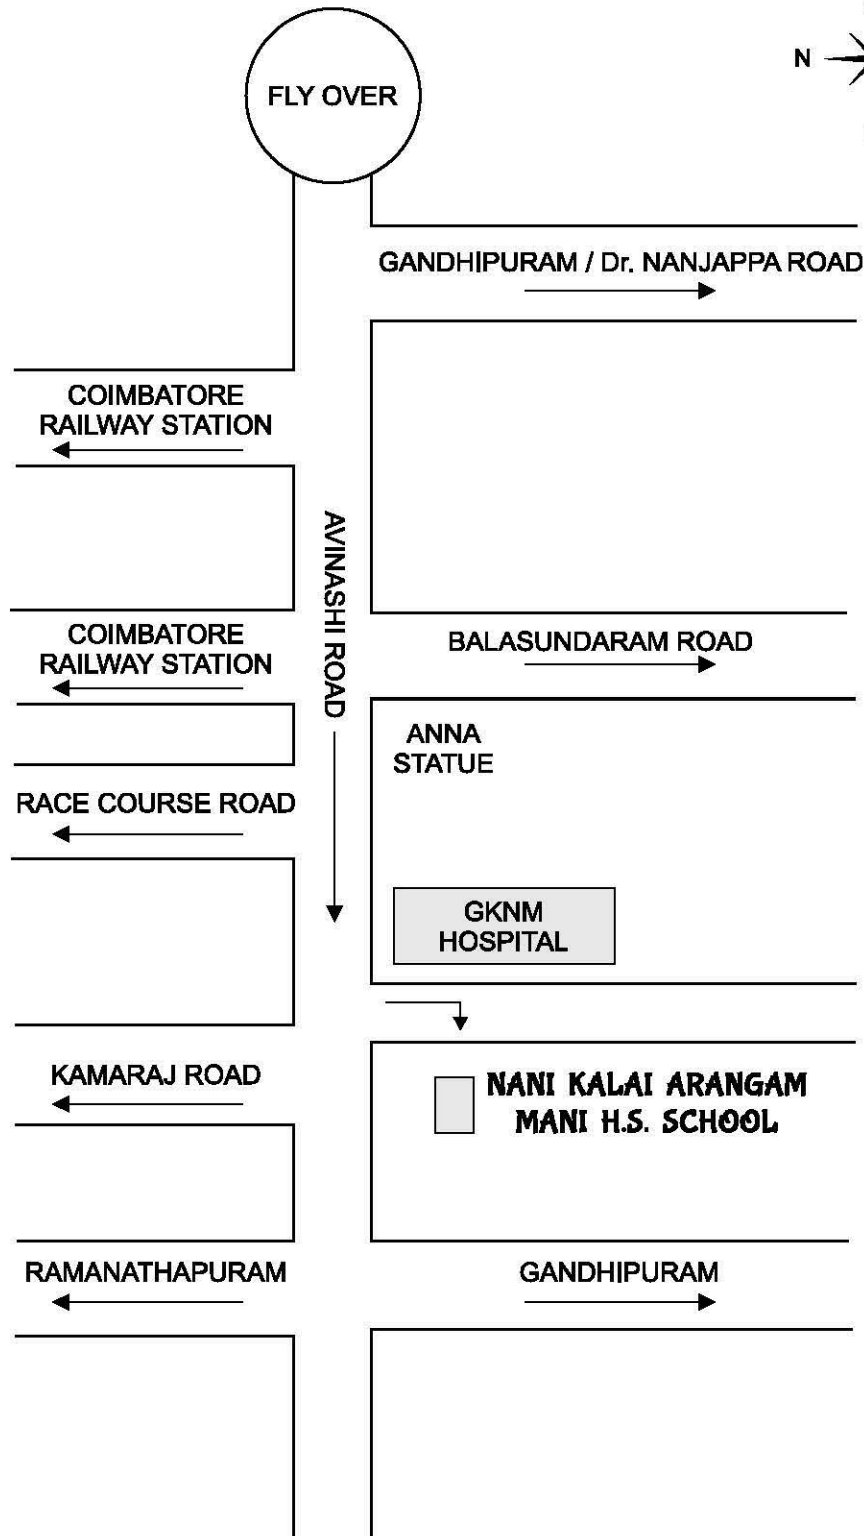 FLY OVER
N
GANDHIPURAM / Dr. NANJAPPA ROAD
COIMBATORE
RAILWAY STATION
AVINASHI ROAD
COIMBATORE
RAILWAY STATION
BALASUNDARAM ROAD
ANNA
STATUE
RACE COURSE ROAD
GKNM
HOSPITAL
KAMARAJ ROAD
NANI KALAI ARANGAM
MANI H.S. SCHOOL
RAMANATHAPURAM
GANDHIPURAM